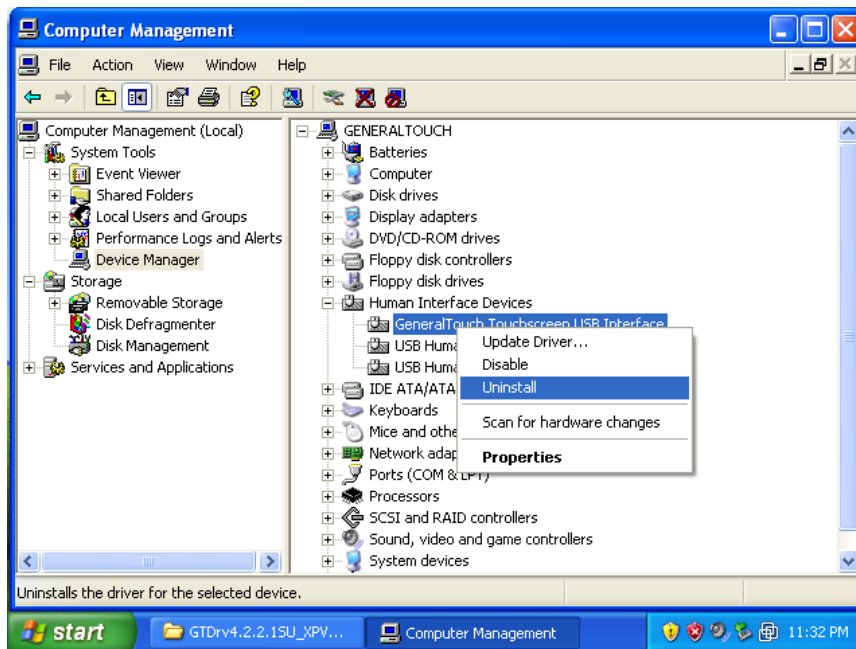 Computer Management
File Action View Window Help
Computer Management (Local)
System Tools
Event Viewer
Shared Folders
Local Users and Groups
Performance Logs and Alerts
Device Manager
Storage
Removable Storage
Disk Defragmenter
Disk Management
Services and Applications
GENERALTOUCH
Batteries
Computer
Disk drives
Display adapters
DVD/CD-ROM drives
Floppy disk controllers
Floppy disk drives
Human Interface Devices
GeneralTouch Touchscreen USB Interface
USB Huma
USB Huma
IDE ATA/ATA
Keyboards
Mice and othe
Network adap
Ports (COM & LPT)
Processors
SCSI and RAID controllers
Sound, video and game controllers
System devices
Update Driver...
Disable
Uninstall
Scan for hardware changes
Properties
Uninstalls the driver for the selected device.
start GTDrv4.2.2.15U_XPV... Computer Management 11:32 PM